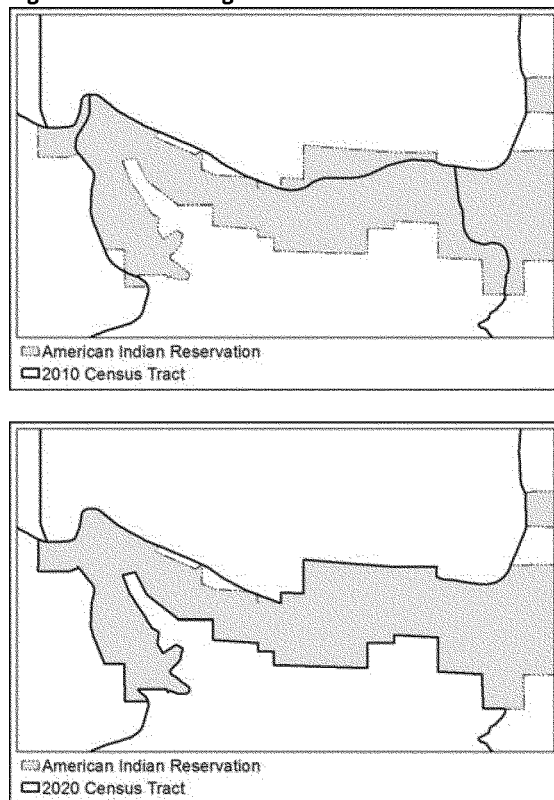 American Indian Reservation
2010 Census Tract
American Indian Reservation
2020 Census Tract